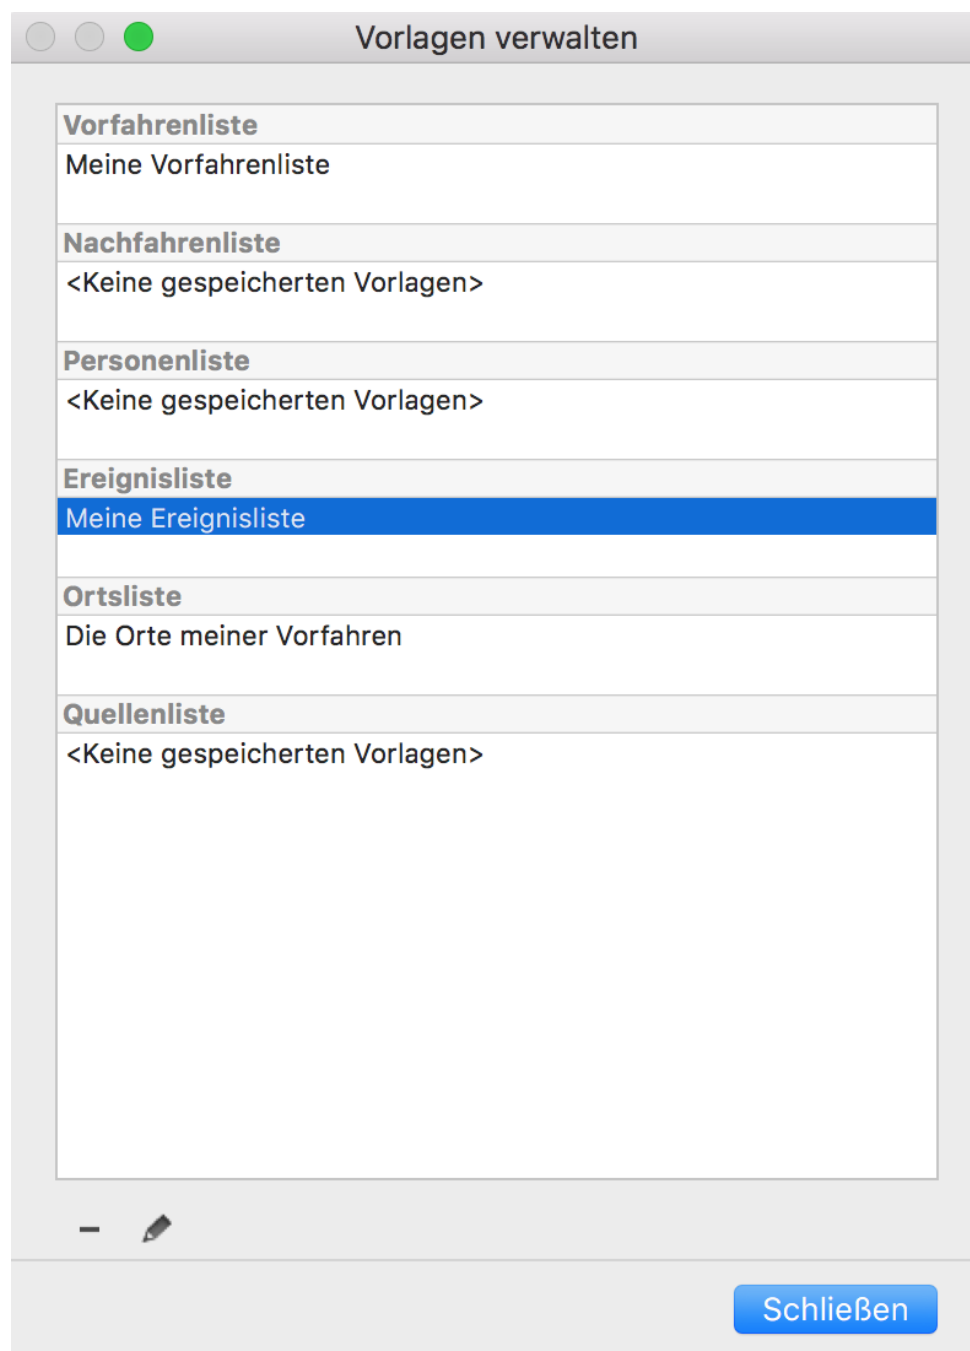 Vorlagen verwalten
Vorfahrenliste
Meine Vorfahrenliste
Nachfahrenliste
<Keine gespeicherten Vorlagen>
Personenliste
<Keine gespeicherten Vorlagen>
Ereignisliste
Meine Ereignisliste
Ortsliste
Die Orte meiner Vorfahren
Quellenliste
<Keine gespeicherten Vorlagen>
Schließen